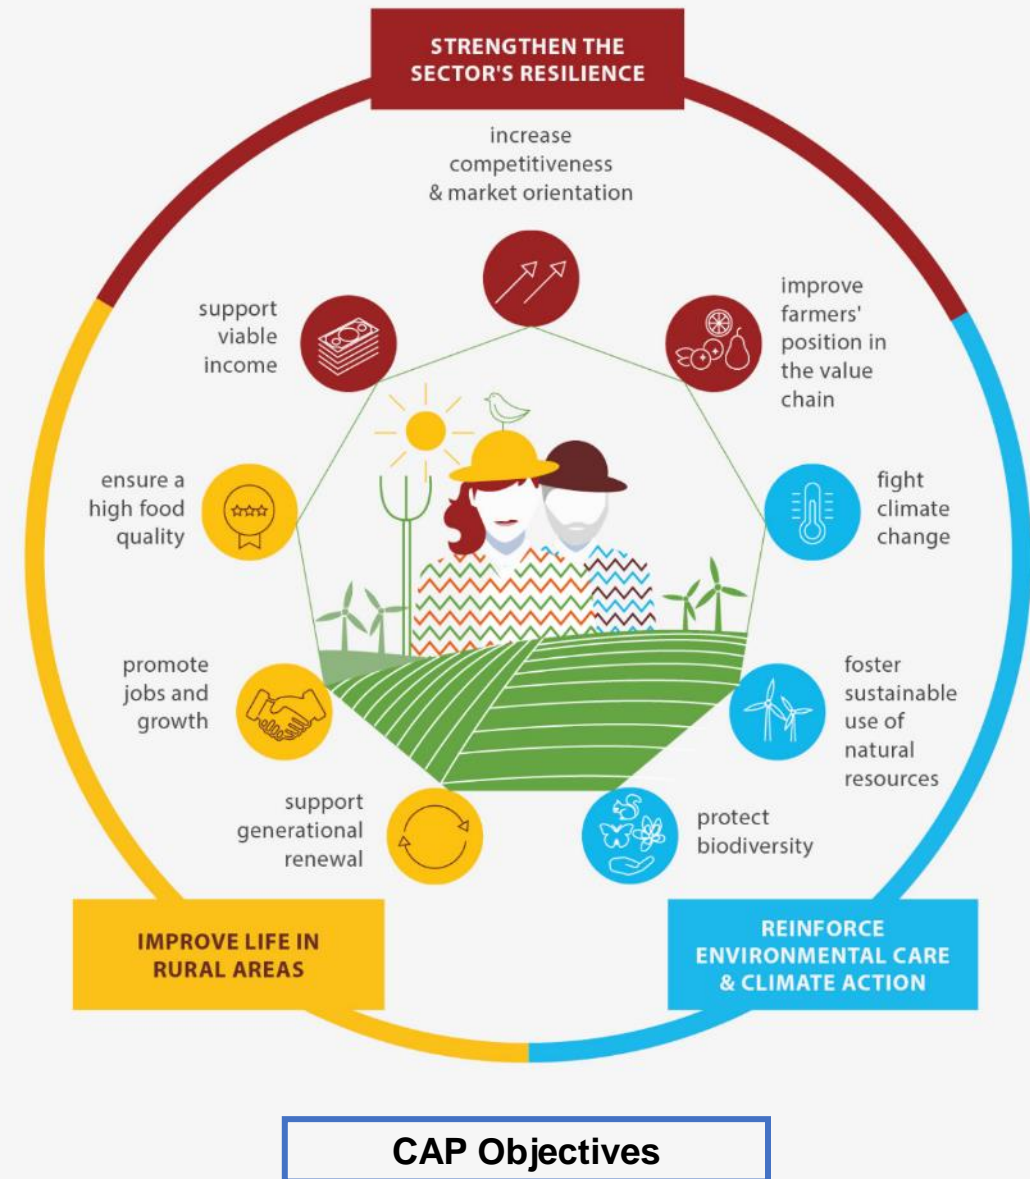 STRENGTHEN THE
SECTOR'S RESILIENCE
increase
competitiveness
& market orientation
support
viable
income
improve
farmers'
position in
the value
chain
ensure a
high food
quality
fight
climate
change
promote
jobs and
growth
foster
sustainable
use of
natural
resources
support
generational
renewal
protect
biodiversity
IMPROVE LIFE IN
RURAL AREAS
REINFORCE
ENVIRONMENTAL CARE
& CLIMATE ACTION
CAP Objectives